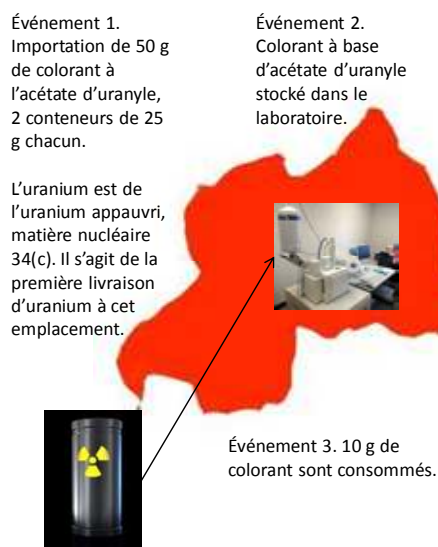 Événement 1.
Importation de 50 g
de colorant à
l’acétate d’uranyle,
2 conteneurs de 25
g chacun.
L’uranium est de
l’uranium appauvri,
matière nucléaire
34(c). Il s’agit de la
première livraison
d’uranium à cet
emplacement.
Événement 2.
Colorant à base
d’acétate d’uranyle
stocké dans le
laboratoire.
Événement 3. 10 g de
colorant sont consommés.